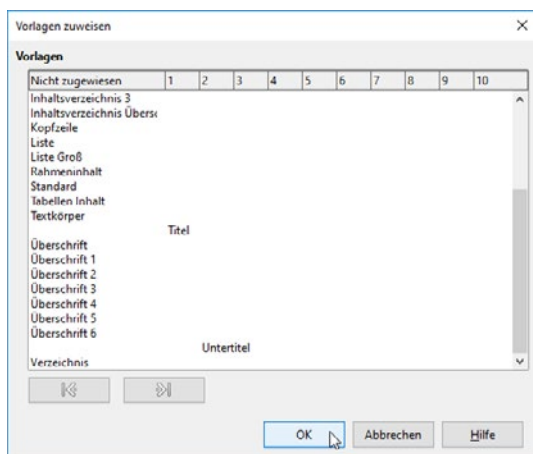 Vorlagen zuweisen
Vorlagen
Nicht zugewiesen 1 2 3 4 5 6 7 8 9 10
Inhaltsverzeichnis 3
Inhaltsverzeichnis Übersc
Kopfzeile
Liste
Liste Groß
Rahmeninhalt
Standard
Tabellen Inhalt
Textkörper
Titel
Überschrift
Überschrift 1
Überschrift 2
Überschrift 3
Überschrift 4
Überschrift 5
Überschrift 6
Untertitel
Verzeichnis
OK Abbrechen Hilfe